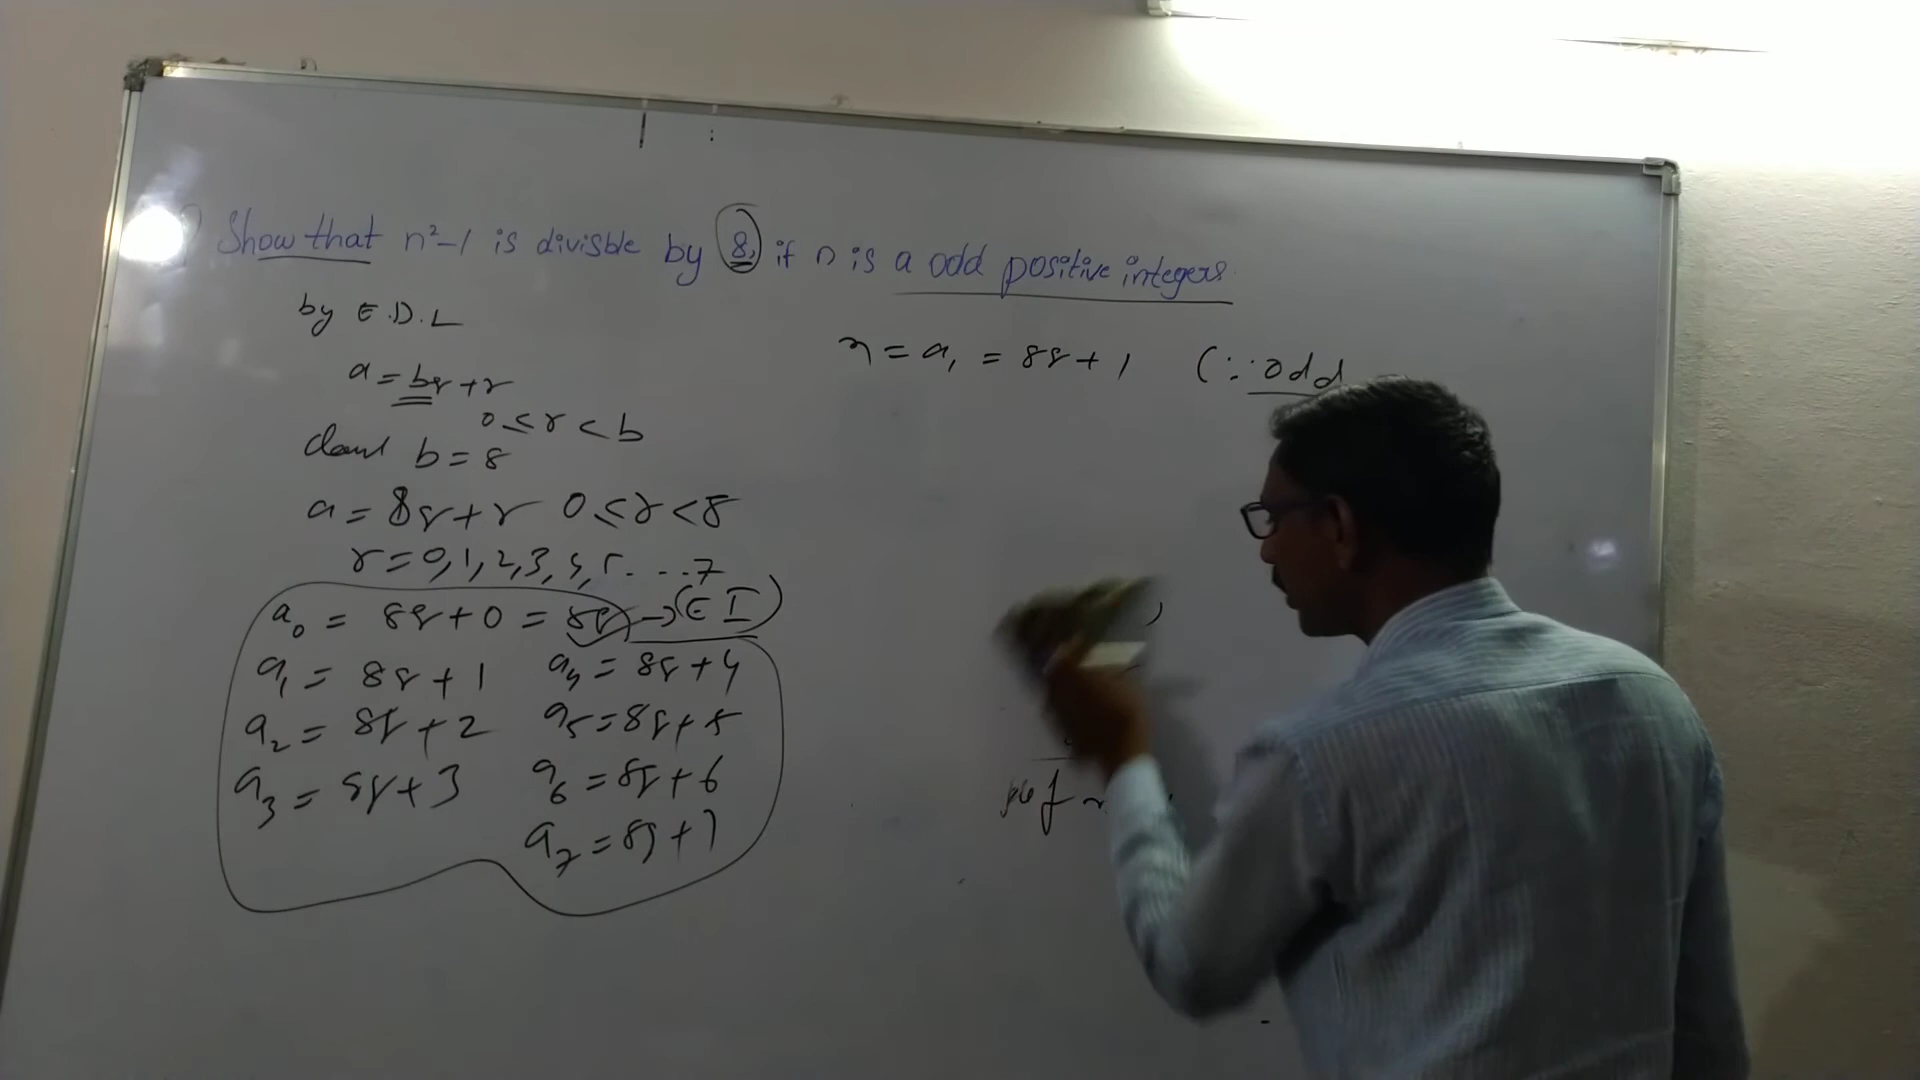 Show that n²-1 is divisble by 8, if n is a odd positive integers.
by E.D.L
a = bq+r
0 ≤ r < b
b = 8
a = 8q+r 0 ≤ r < 8
r = 0,1,2,3,4,5. ...7
a₀ = 8q+0 = 8q → (∈ I)
a₁ = 8q+1
a₂ = 8q+2
a₃ = 8q+3
a₄ = 8q+4
a₅ = 8q+5
a₆ = 8q+6
a₇ = 8q+7
n = a₁ = 8q+1 (∵ odd